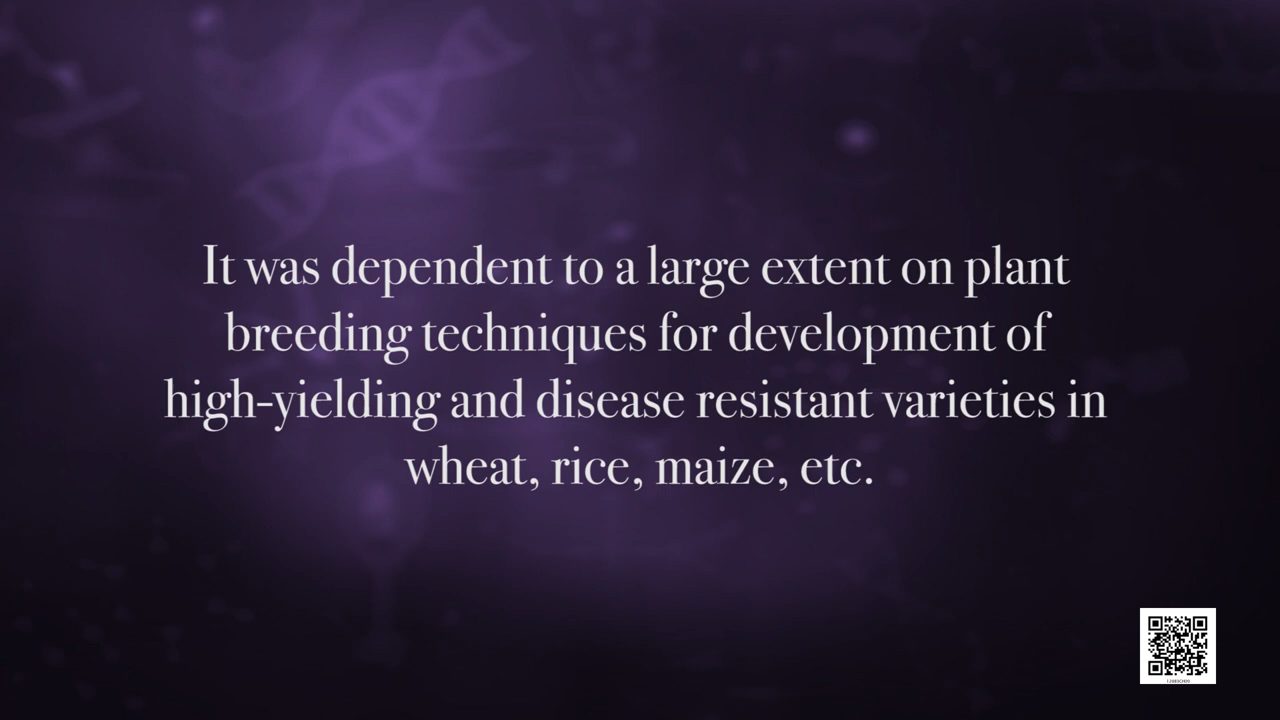 It was dependent to a large extent on plant
breeding techniques for development of
high-yielding and disease resistant varieties in
wheat, rice, maize, etc.